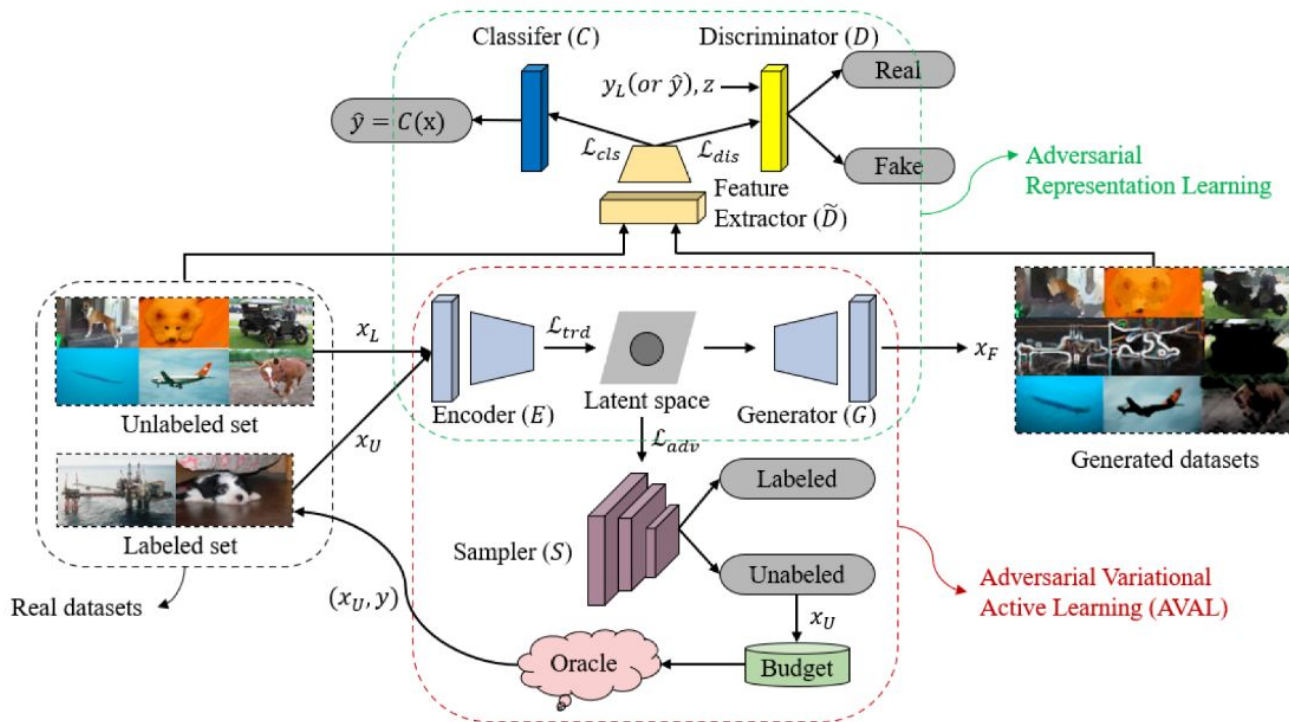 Classifer (C)
Discriminator (D)
y_L(or ŷ), z
Real
ŷ = C(x)
ℒ_cls
ℒ_dis
Fake
Feature
Extractor (D̃)
Adversarial
Representation Learning
x_L
ℒ_trd
x_F
Unlabeled set
Encoder (E)
Latent space
Generator (G)
x_U
ℒ_adv
Generated datasets
Labeled
Labeled set
Sampler (S)
Unabeled
Real datasets
(x_U, y)
x_U
Adversarial Variational
Active Learning (AVAL)
Oracle
Budget